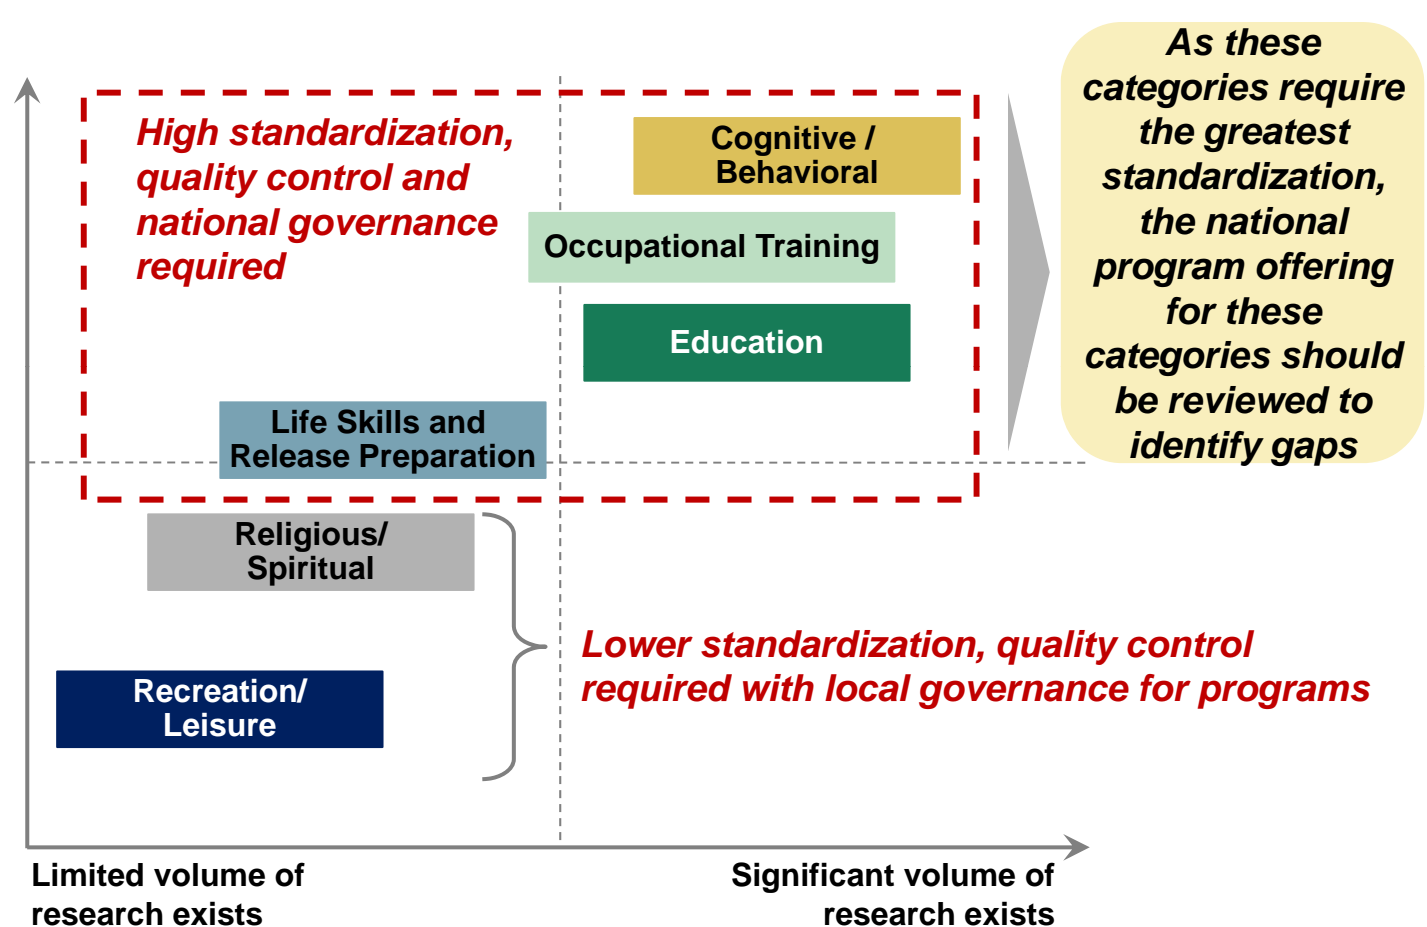 High standardization,
quality control and
national governance
required
Cognitive /
Behavioral
Occupational Training
Education
Life Skills and
Release Preparation
Religious/
Spiritual
Recreation/
Leisure
Lower standardization, quality control
required with local governance for programs
As these
categories require
the greatest
standardization,
the national
program offering
for these
categories should
be reviewed to
identify gaps
Limited volume of
research exists
Significant volume of
research exists